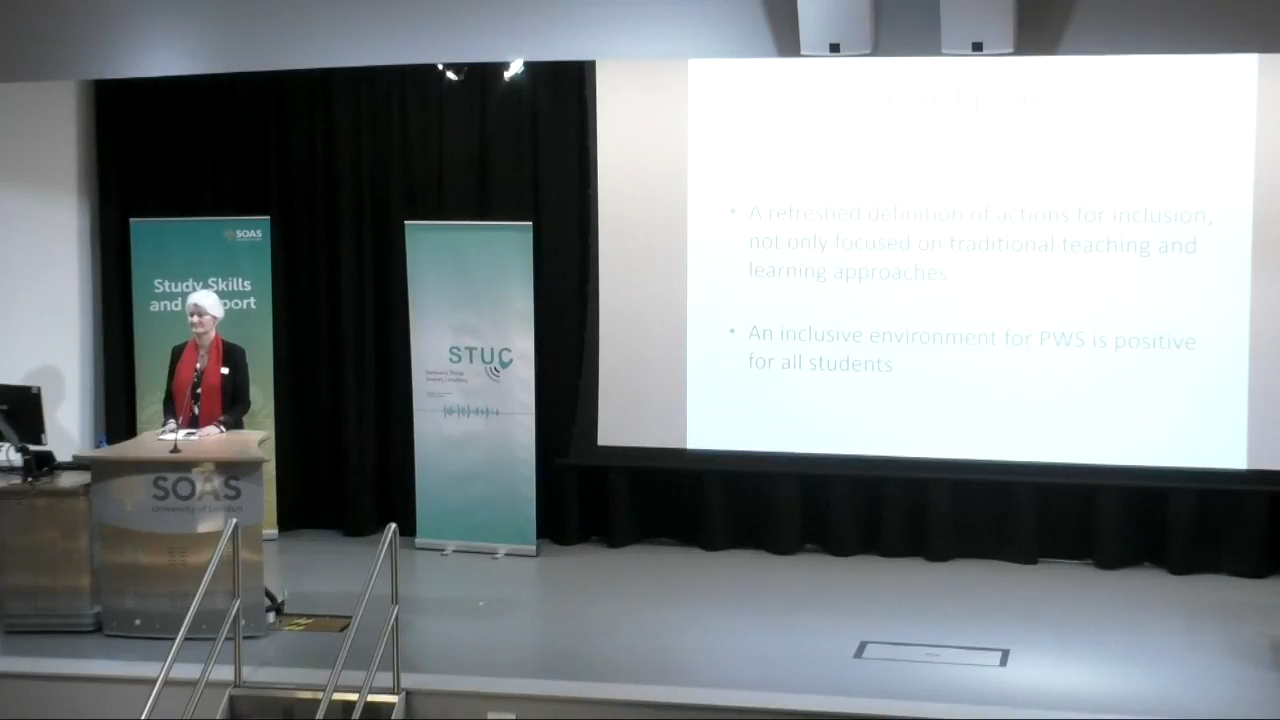 SOAS
Study Skills
and
port
STUC
SOAS
University of London
• A refreshed definition of actions for inclusion,
not only focused on traditional teaching and
learning approaches
• An inclusive environment for PWS is positive
for all students